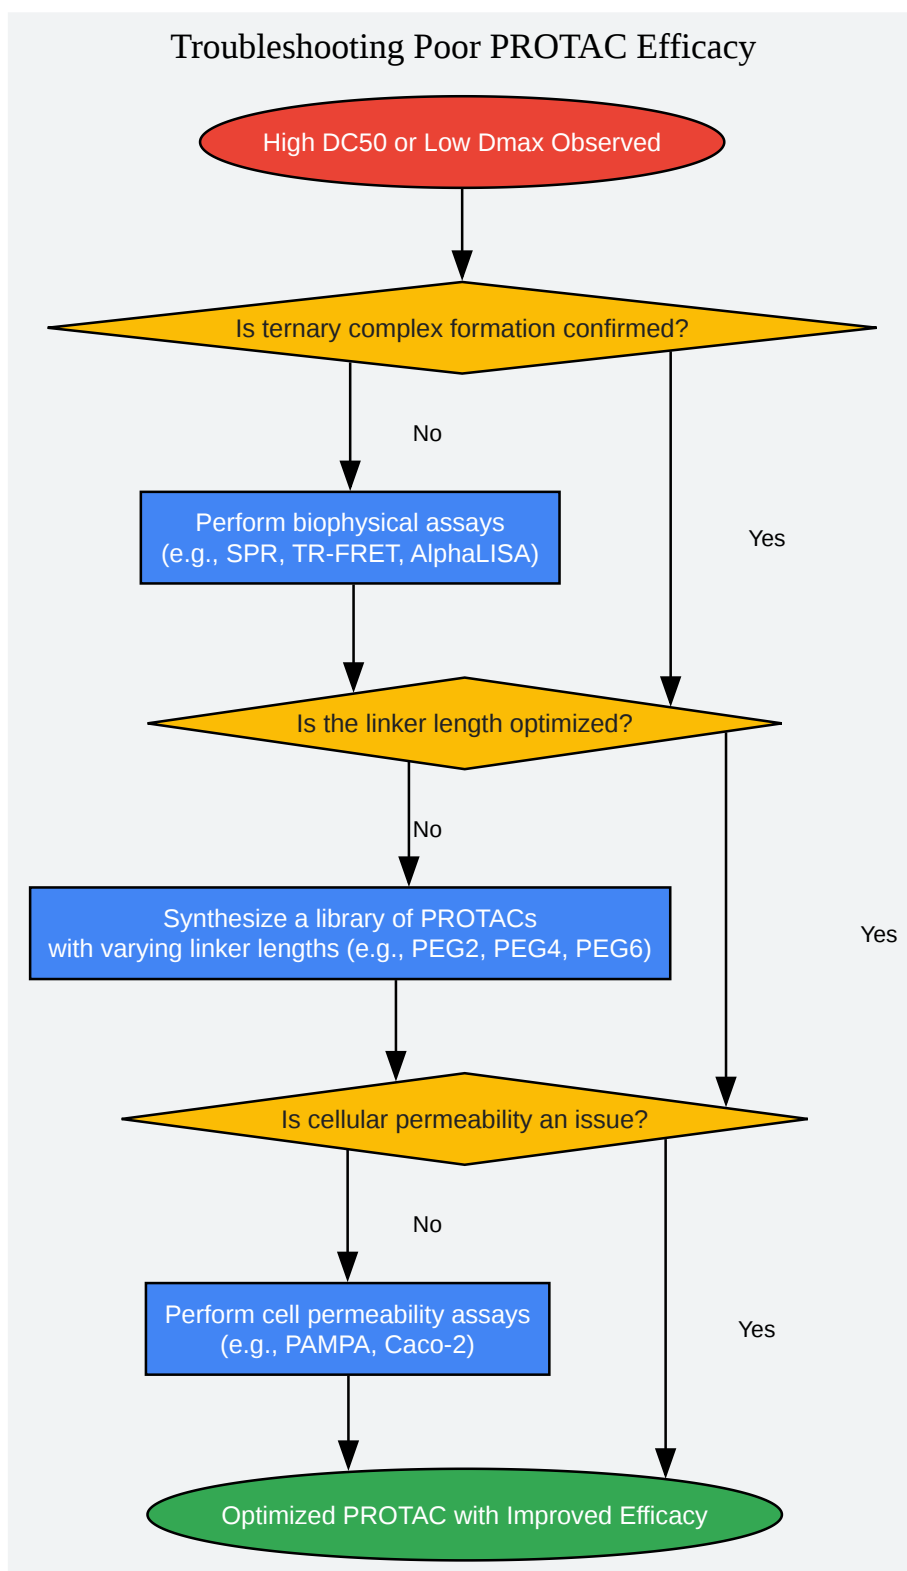 Troubleshooting Poor PROTAC Efficacy
High DC50 or Low Dmax Observed
Is ternary complex formation confirmed?
No
Perform biophysical assays
(e.g., SPR, TR-FRET, AlphaLISA)
Yes
Is the linker length optimized?
No
Synthesize a library of PROTACs
with varying linker lengths (e.g., PEG2, PEG4, PEG6)
Yes
Is cellular permeability an issue?
No
Perform cell permeability assays
(e.g., PAMPA, Caco-2)
Yes
Optimized PROTAC with Improved Efficacy